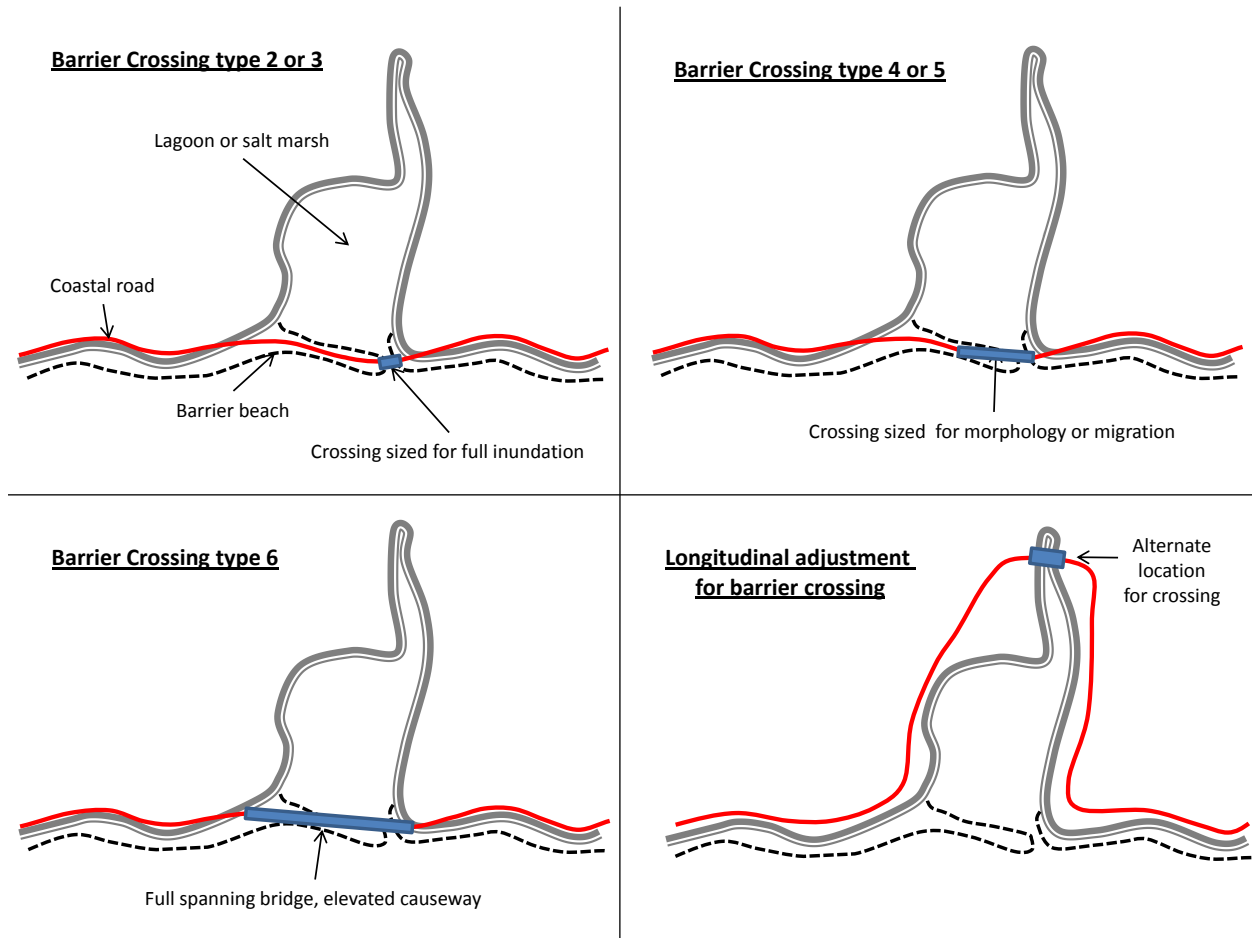 Barrier Crossing type 2 or 3
Lagoon or salt marsh
Coastal road
Barrier beach
Crossing sized for full inundation
Barrier Crossing type 4 or 5
Crossing sized  for morphology or migration
Barrier Crossing type 6
Full spanning bridge, elevated causeway
Longitudinal adjustment
for barrier crossing
Alternate
location
for crossing